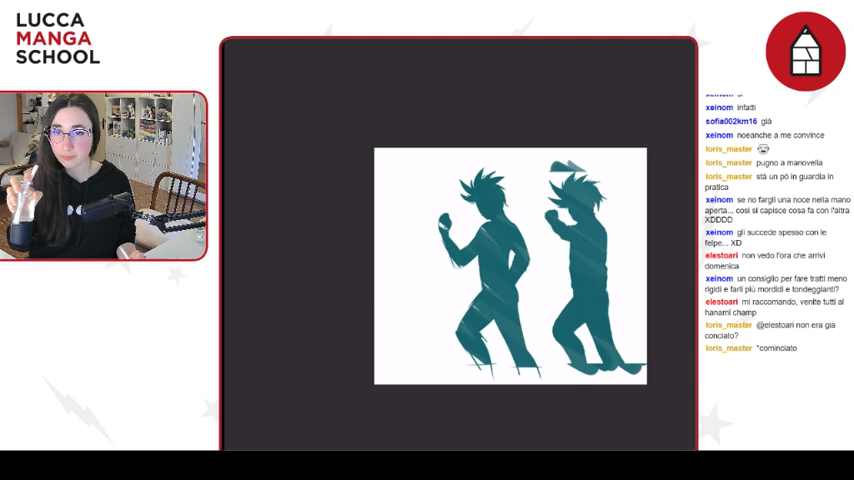 LUCCA
MANGA
SCHOOL
xeinom infatti
sofia002km16 già
xeinom noeanche a me convince
loris_master
loris_master pugno a manovella
loris_master stà un pò in guardia in
pratica
xeinom se no fargli una noce nella mano
aperta... così si capisce cosa fa con l'altra
XDDDD
xeinom gli succede spesso con le
felpe... XD
elestoari non vedo l'ora che arrivi
domenica
xeinom un consiglio per fare tratti meno
rigidi e farli più mordidi e tondeggianti?
elestoari mi raccomando, venite tutti al
hanami champ
loris_master @elestoari non era già
conciato?
loris_master *cominciato